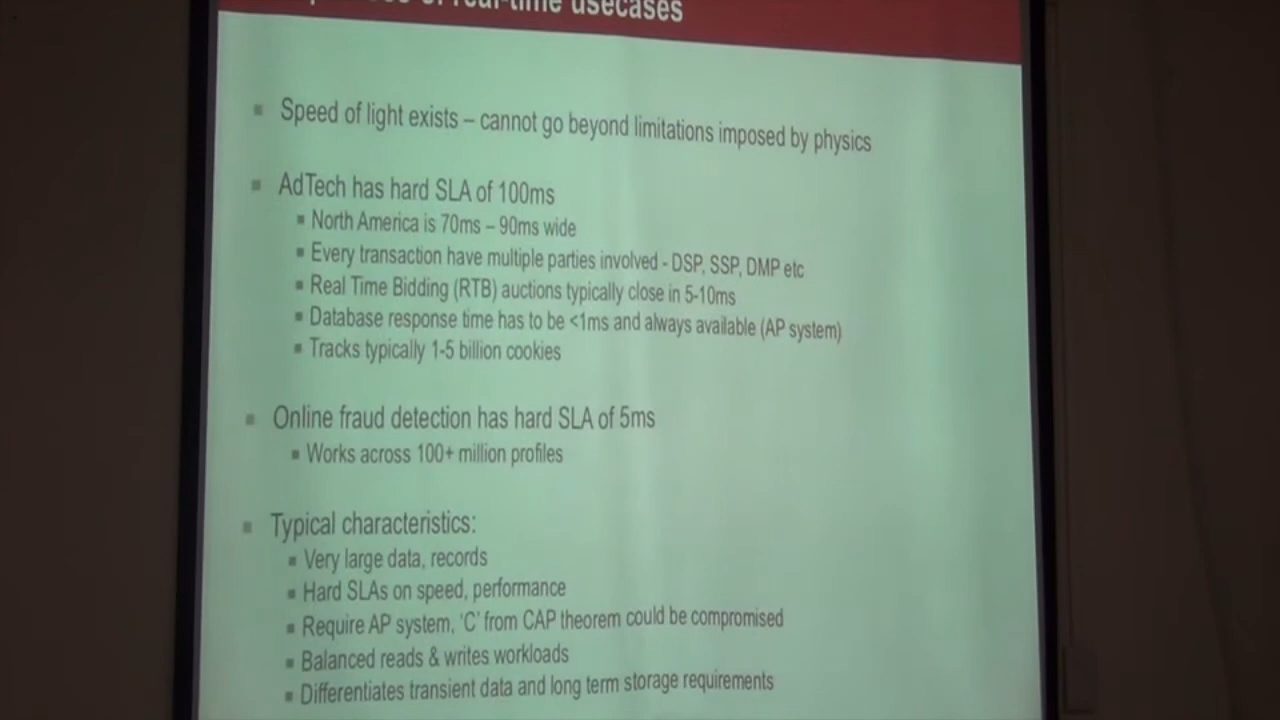 of real-time usecases
▪ Speed of light exists – cannot go beyond limitations imposed by physics
▪ AdTech has hard SLA of 100ms
▪ North America is 70ms – 90ms wide
▪ Every transaction have multiple parties involved - DSP, SSP, DMP etc
▪ Real Time Bidding (RTB) auctions typically close in 5-10ms
▪ Database response time has to be <1ms and always available (AP system)
▪ Tracks typically 1-5 billion cookies
▪ Online fraud detection has hard SLA of 5ms
▪ Works across 100+ million profiles
▪ Typical characteristics:
▪ Very large data, records
▪ Hard SLAs on speed, performance
▪ Require AP system, ‘C’ from CAP theorem could be compromised
▪ Balanced reads & writes workloads
▪ Differentiates transient data and long term storage requirements